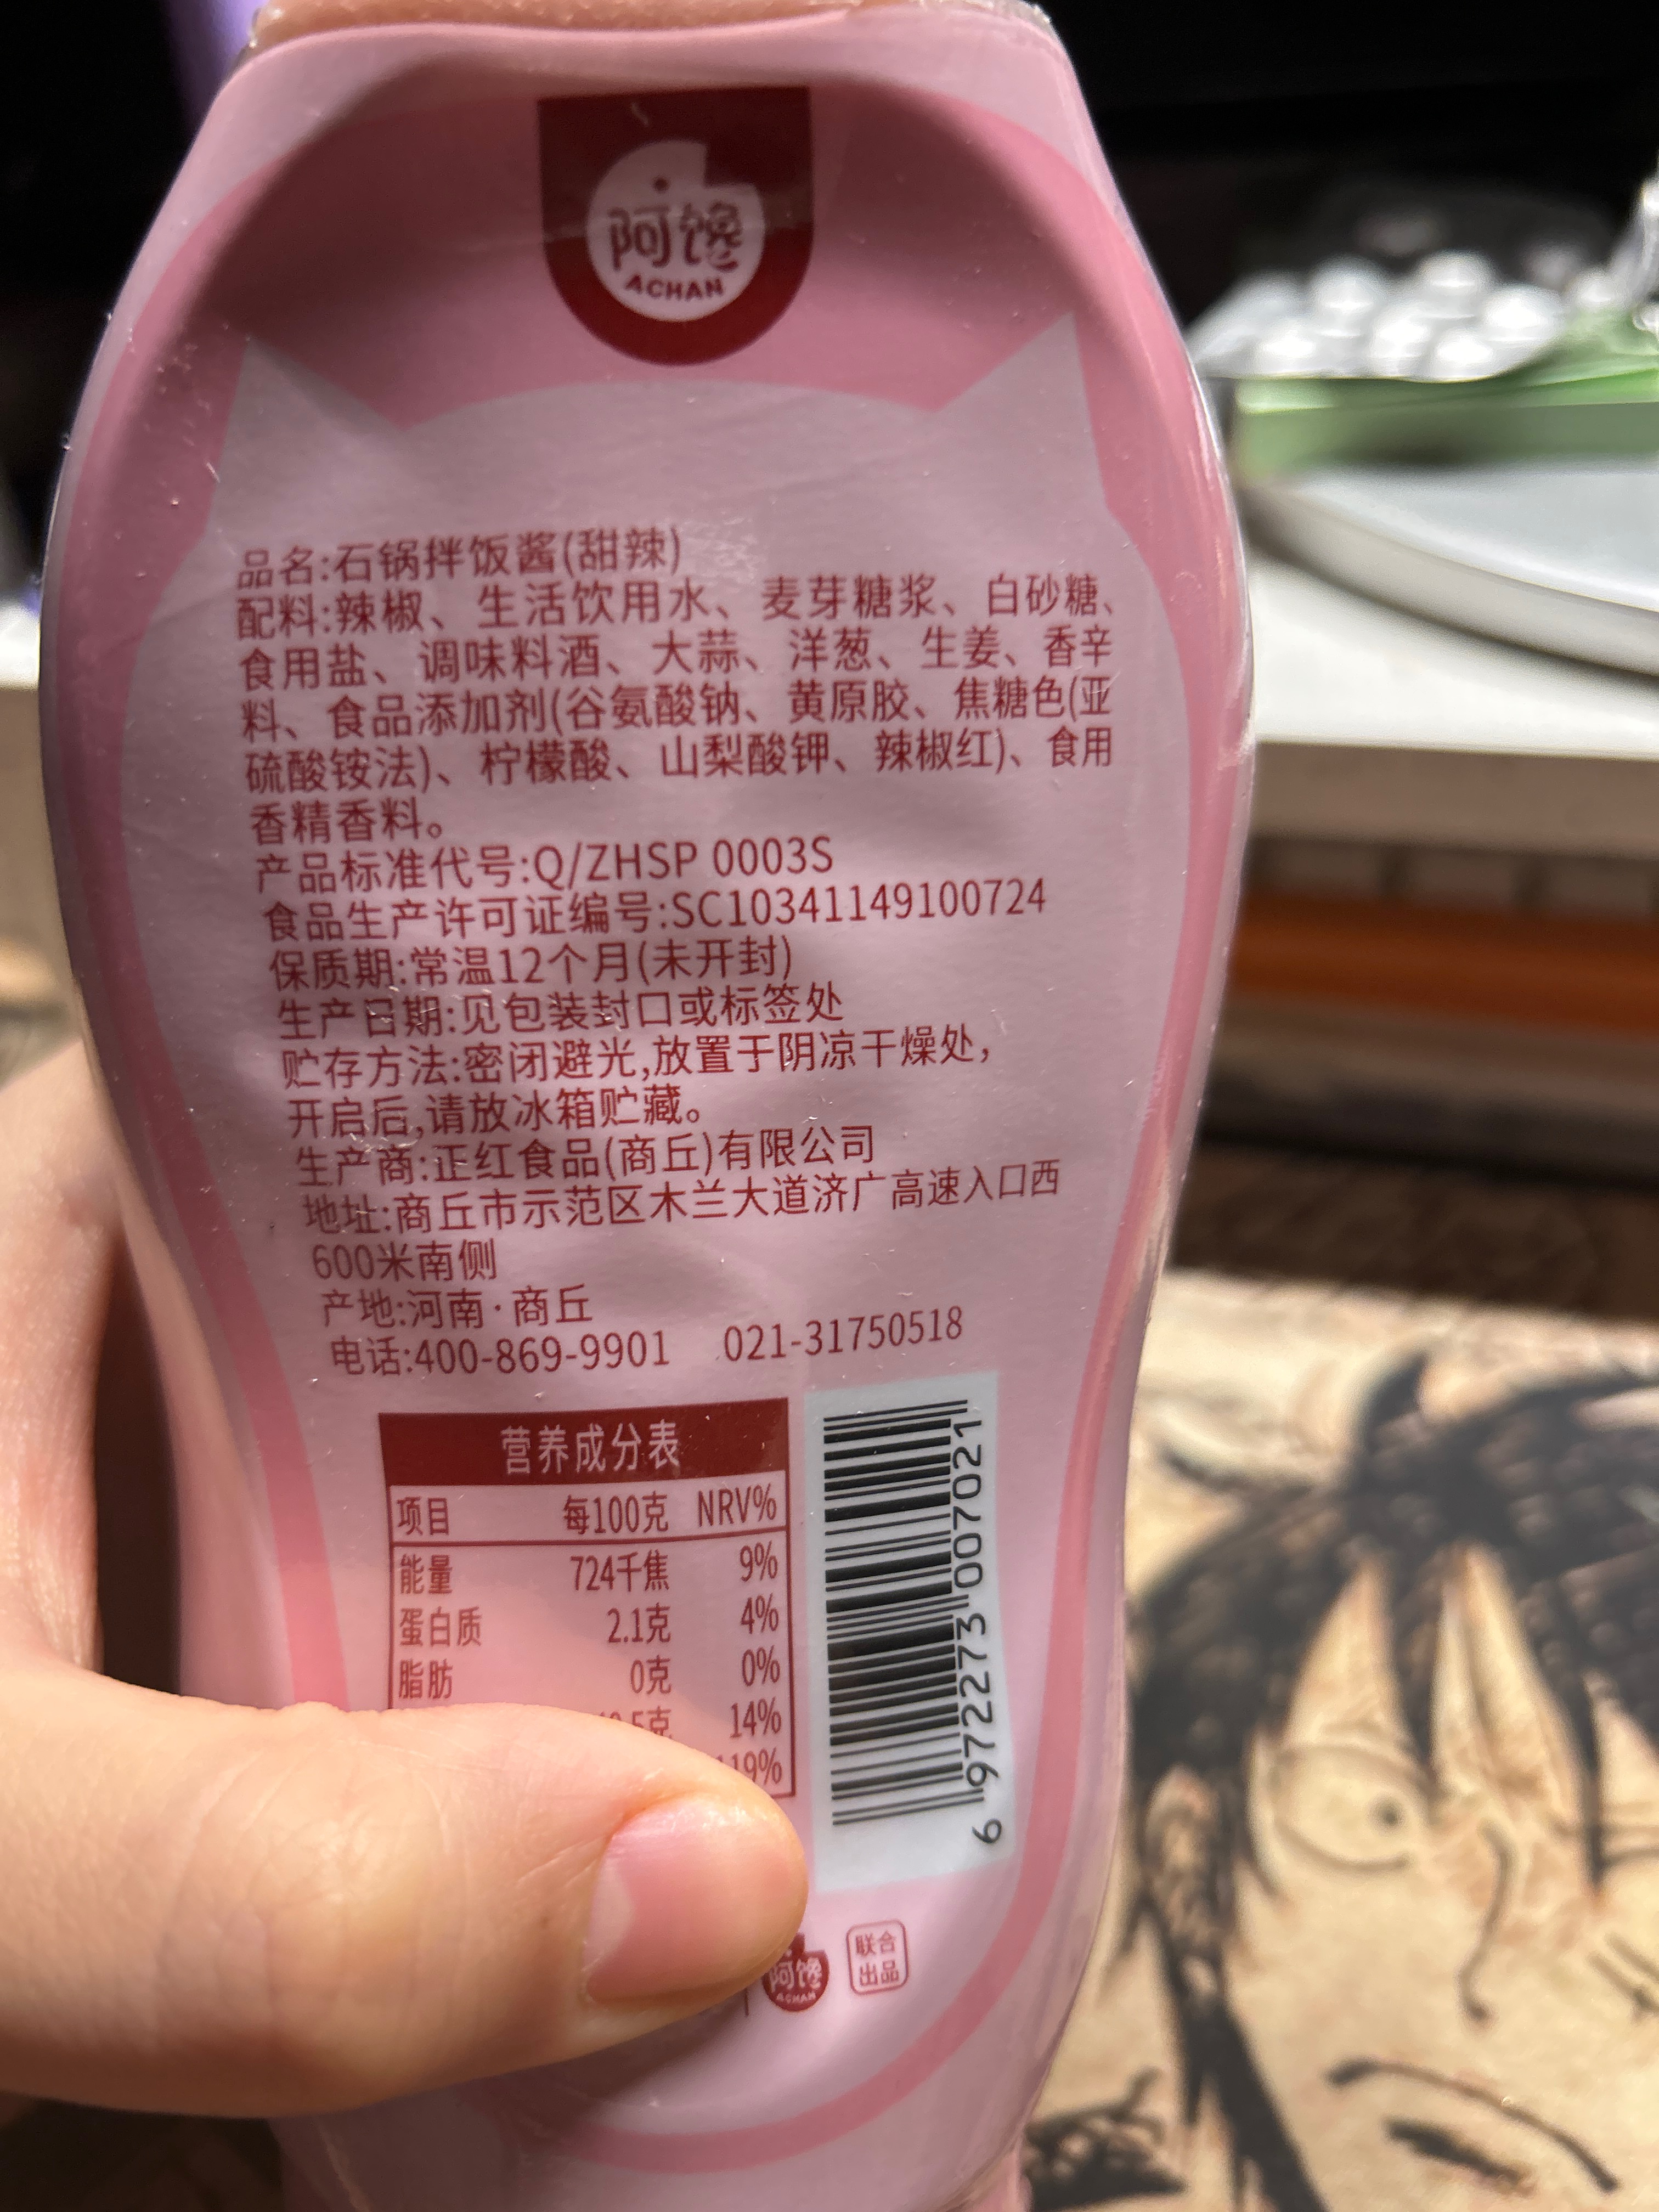 阿馋
ACHAN
品名:石锅拌饭酱(甜辣)
配料:辣椒、生活饮用水、麦芽糖浆、白砂糖、
食用盐、调味料酒、大蒜、洋葱、生姜、香辛
料、食品添加剂(谷氨酸钠、黄原胶、焦糖色(亚
硫酸铵法)、柠檬酸、山梨酸钾、辣椒红)、食用
香精香料。
产品标准代号:Q/ZHSP 0003S
食品生产许可证编号:SC10341149100724
保质期:常温12个月(未开封)
生产日期:见包装封口或标签处
贮存方法:密闭避光,放置于阴凉干燥处,
开启后,请放冰箱贮藏。
生产商:正红食品(商丘)有限公司
地址:商丘市示范区木兰大道济广高速入口西
600米南侧
产地:河南·商丘
电话:400-869-9901 021-31750518
营养成分表
项目 每100克 NRV%
能量 724千焦 9%
蛋白质 2.1克 4%
脂肪 0克 0%
.5克 14%
119%
6 972273 007021
阿馋
ACHAN
联合
出品